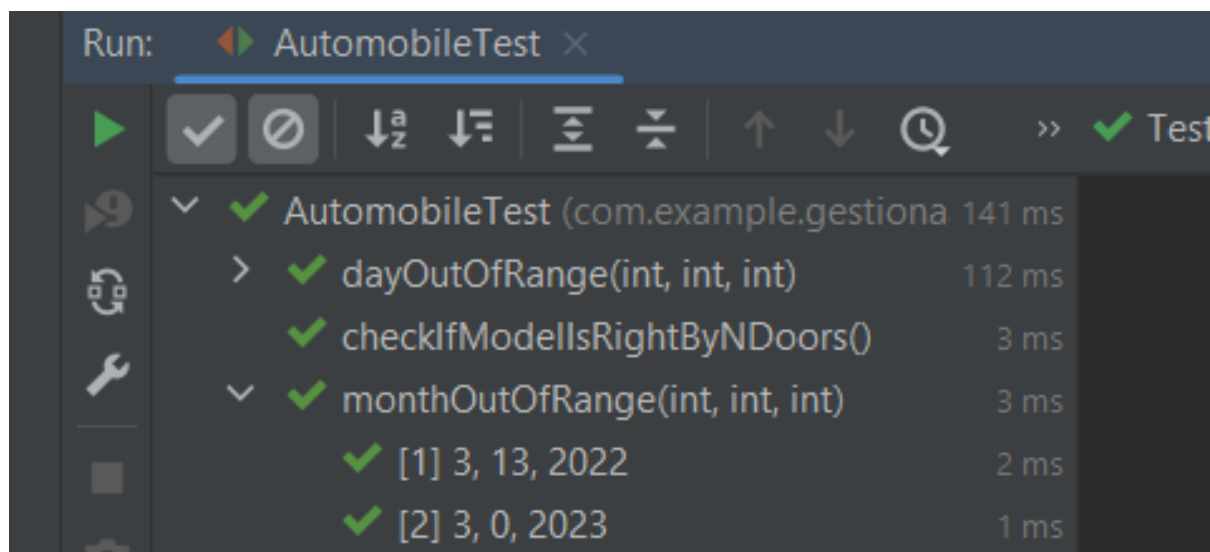 Run: AutomobileTest ×
» Test
AutomobileTest (com.example.gestiona 141 ms
dayOutOfRange(int, int, int) 112 ms
checkIfModelIsRightByNDoors() 3 ms
monthOutOfRange(int, int, int) 3 ms
[1] 3, 13, 2022 2 ms
[2] 3, 0, 2023 1 ms